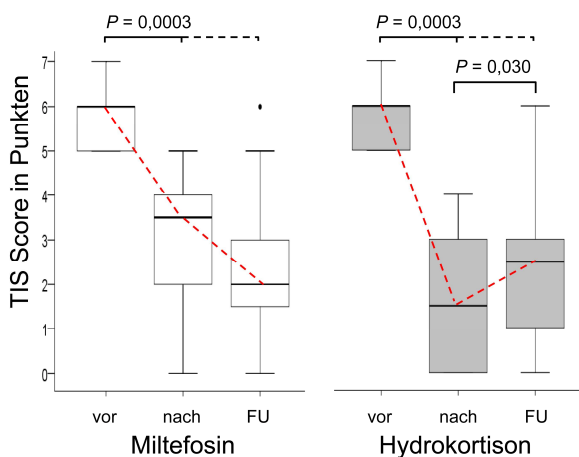 P = 0,0003
P = 0,0003
P = 0,030
TIS Score in Punkten
7
6
5
4
3
2
1
0
vor nach FU
vor nach FU
Miltefosin
Hydrokortison